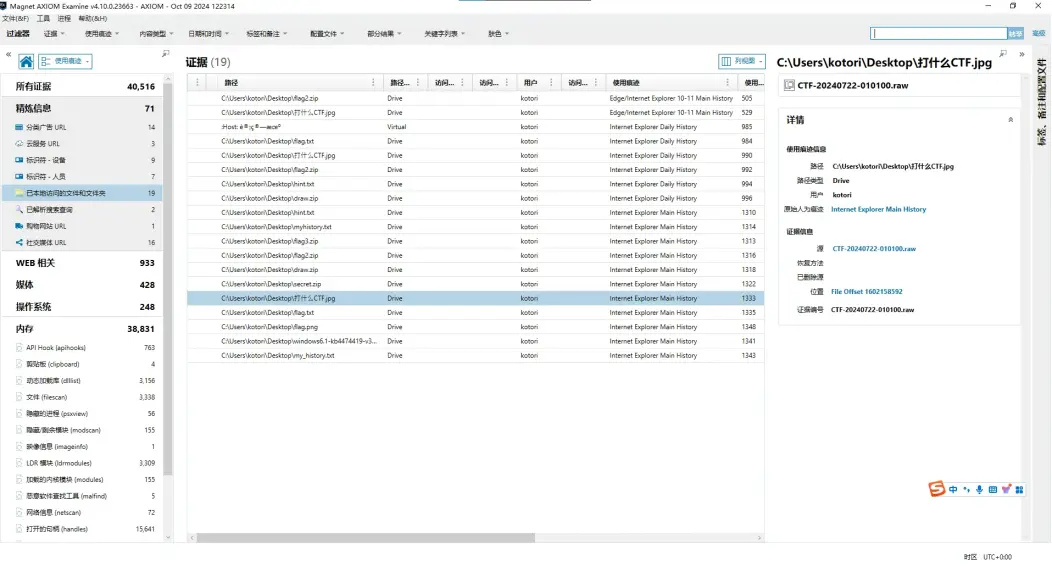 Magnet AXIOM Examine v4.10.0.23663 - AXIOM - Oct 09 2024 122314
文件(&F) 工具 进程 帮助(&H)
过滤器 证据 使用痕迹 内容类型 日期和时间 标签和备注 配置文件 部分结果 关键字列表 肤色 转至 高级
使用痕迹
所有证据 40,516
精炼信息 71
分类广告 URL 14
云服务 URL 3
标识符 - 设备 9
标识符 - 人员 7
已本地访问的文件和文件夹 19
已解析搜索查询 2
购物网站 URL 1
社交媒体 URL 16
WEB 相关 933
媒体 428
操作系统 248
内存 38,831
API Hook (apihooks) 763
剪贴板 (clipboard) 4
动态加载库 (dlllist) 3,156
文件 (filescan) 3,338
隐藏的进程 (psxview) 56
隐藏/剩余模块 (modscan) 155
映像信息 (imageinfo) 1
LDR 模块 (ldrmodules) 3,309
加载的内核模块 (modules) 155
恶意软件查找工具 (malfind) 5
网络信息 (netscan) 72
打开的句柄 (handles) 15,641
证据 (19) 列视图
路径 路径... 访问... 访问... 用户 访问... 使用痕迹 使用...
C:\Users\kotori\Desktop\flag2.zip Drive kotori Edge/Internet Explorer 10-11 Main History 505
C:\Users\kotori\Desktop\打什么CTF.jpg Drive kotori Edge/Internet Explorer 10-11 Main History 529
Virtual kotori Internet Explorer Daily History 985
C:\Users\kotori\Desktop\flag.txt Drive kotori Internet Explorer Daily History 984
C:\Users\kotori\Desktop\打什么CTF.jpg Drive kotori Internet Explorer Daily History 990
C:\Users\kotori\Desktop\flag2.zip Drive kotori Internet Explorer Daily History 992
C:\Users\kotori\Desktop\hint.txt Drive kotori Internet Explorer Daily History 994
C:\Users\kotori\Desktop\draw.zip Drive kotori Internet Explorer Daily History 996
C:\Users\kotori\Desktop\hint.txt Drive kotori Internet Explorer Main History 1310
C:\Users\kotori\Desktop\myhistory.txt Drive kotori Internet Explorer Main History 1314
C:\Users\kotori\Desktop\flag3.zip Drive kotori Internet Explorer Main History 1313
C:\Users\kotori\Desktop\flag2.zip Drive kotori Internet Explorer Main History 1316
C:\Users\kotori\Desktop\draw.zip Drive kotori Internet Explorer Main History 1318
C:\Users\kotori\Desktop\secret.zip Drive kotori Internet Explorer Main History 1322
C:\Users\kotori\Desktop\打什么CTF.jpg Drive kotori Internet Explorer Main History 1333
C:\Users\kotori\Desktop\flag.txt Drive kotori Internet Explorer Main History 1335
C:\Users\kotori\Desktop\flag.png Drive kotori Internet Explorer Main History 1348
C:\Users\kotori\Desktop\windows6.1-kb4474419-v3... Drive kotori Internet Explorer Main History 1341
C:\Users\kotori\Desktop\my_history.txt Drive kotori Internet Explorer Main History 1343
C:\Users\kotori\Desktop\打什么CTF.jpg
CTF-20240722-010100.raw
详情
使用痕迹信息
路径 C:\Users\kotori\Desktop\打什么CTF.jpg
路径类型 Drive
用户 kotori
原始人为痕迹 Internet Explorer Main History
证据信息
源 CTF-20240722-010100.raw
恢复方法
已删除源
位置 File Offset 1602158592
证据编号 CTF-20240722-010100.raw
标签、备注和配置文件
中
时区 UTC+0:00